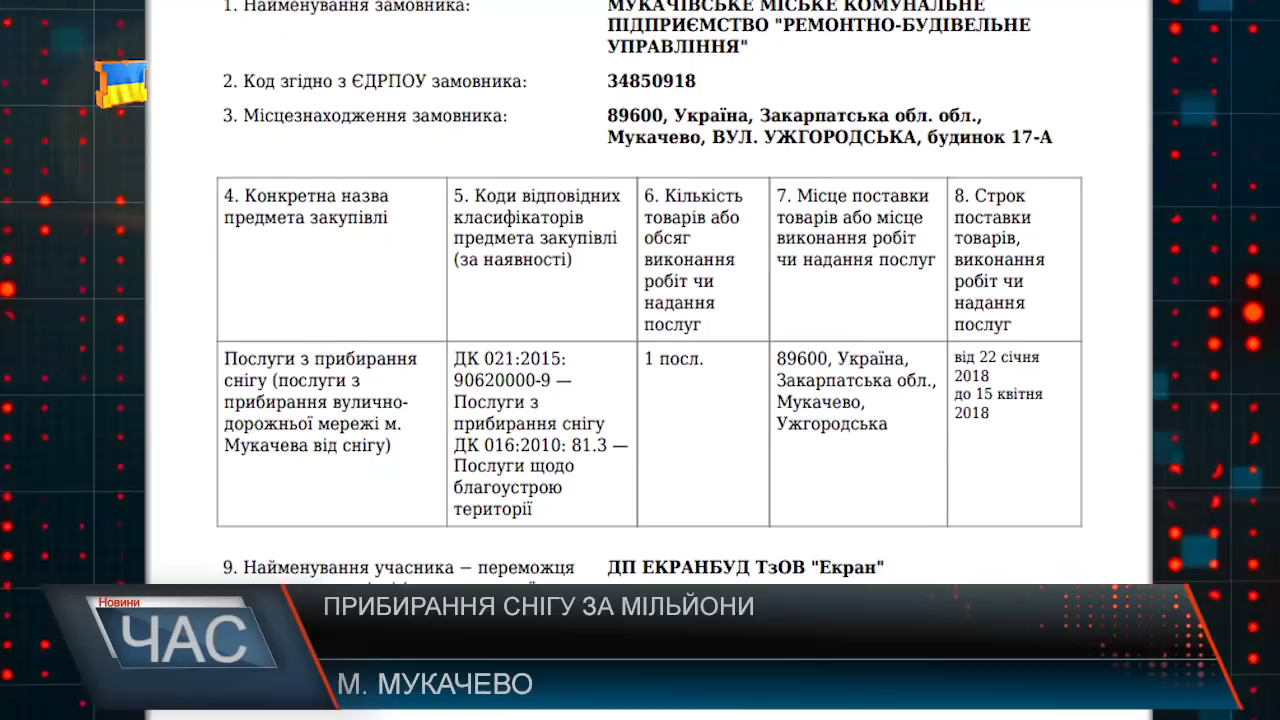 1. Найменування замовника:
МУКАЧІВСЬКЕ МІСЬКЕ КОМУНАЛЬНЕ
ПІДПРИЄМСТВО "РЕМОНТНО-БУДІВЕЛЬНЕ
УПРАВЛІННЯ"
2. Код згідно з ЄДРПОУ замовника:
34850918
3. Місцезнаходження замовника:
89600, Україна, Закарпатська обл. обл.,
Мукачево, ВУЛ. УЖГОРОДСЬКА, будинок 17-А
4. Конкретна назва
предмета закупівлі
5. Коди відповідних
класифікаторів
предмета закупівлі
(за наявності)
6. Кількість
товарів або
обсяг
виконання
робіт чи
надання
послуг
7. Місце поставки
товарів або місце
виконання робіт
чи надання послуг
8. Строк
поставки
товарів,
виконання
робіт чи
надання
послуг
Послуги з прибирання
снігу (послуги з
прибирання вулично-
дорожньої мережі м.
Мукачева від снігу)
ДК 021:2015:
90620000-9 —
Послуги з
прибирання снігу
ДК 016:2010: 81.3 —
Послуги щодо
благоустрою
території
1 посл.
89600, Україна,
Закарпатська обл.,
Мукачево,
Ужгородська
від 22 січня
2018
до 15 квітня
2018
9. Найменування учасника − переможця
ДП ЕКРАНБУД ТзОВ "Екран"
Новини
ЧАС
ПРИБИРАННЯ СНІГУ ЗА МІЛЬЙОНИ
М. МУКАЧЕВО